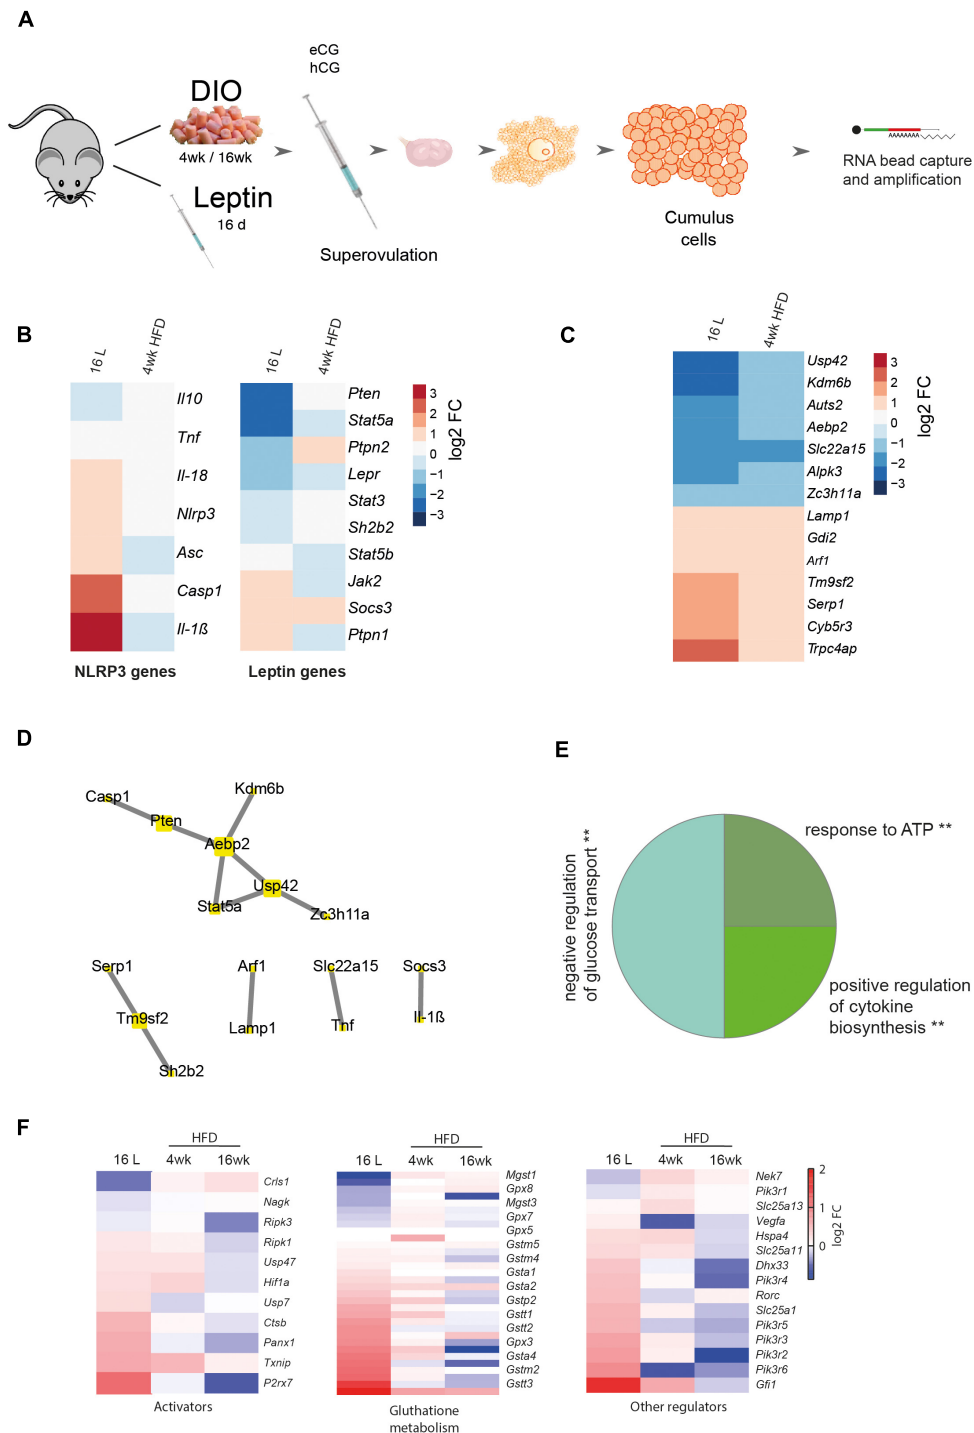 A
eCG
hCG
DIO
4wk / 16wk
Leptin
16 d
Superovulation
Cumulus
cells
AAAAAAAA
RNA bead capture
and amplification
B
16 L
4wk HFD
Il10
Tnf
Il-18
Nlrp3
Asc
Casp1
Il-1ß
NLRP3 genes
16 L
4wk HFD
Pten
Stat5a
Ptpn2
Lepr
Stat3
Sh2b2
Stat5b
Jak2
Socs3
Ptpn1
Leptin genes
3
2
1
0
−1
−2
−3
log2 FC
C
16 L
4wk HFD
Usp42
Kdm6b
Auts2
Aebp2
Slc22a15
Alpk3
Zc3h11a
Lamp1
Gdi2
Arf1
Tm9sf2
Serp1
Cyb5r3
Trpc4ap
3
2
1
0
−1
−2
−3
log2 FC
D
Casp1
Kdm6b
Pten
Aebp2
Usp42
Stat5a
Zc3h11a
Serp1
Arf1
Slc22a15
Socs3
Tm9sf2
Lamp1
Tnf
Il-1ß
Sh2b2
E
negative regulation
of glucose transport **
response to ATP **
positive regulation
of cytokine
biosynthesis **
F
HFD
16 L
4wk
16wk
Crls1
Nagk
Ripk3
Ripk1
Usp47
Hif1a
Usp7
Ctsb
Panx1
Txnip
P2rx7
Activators
HFD
16 L
4wk
16wk
Mgst1
Gpx8
Mgst3
Gpx7
Gpx5
Gstm5
Gstm4
Gsta1
Gsta2
Gstp2
Gstt1
Gstt2
Gpx3
Gsta4
Gstm2
Gstt3
Gluthatione
metabolism
HFD
16 L
4wk
16wk
Nek7
Pik3r1
Slc25a13
Vegfa
Hspa4
Slc25a11
Dhx33
Pik3r4
Rorc
Slc25a1
Pik3r5
Pik3r3
Pik3r2
Pik3r6
Gfi1
Other regulators
2
1
0
log2 FC